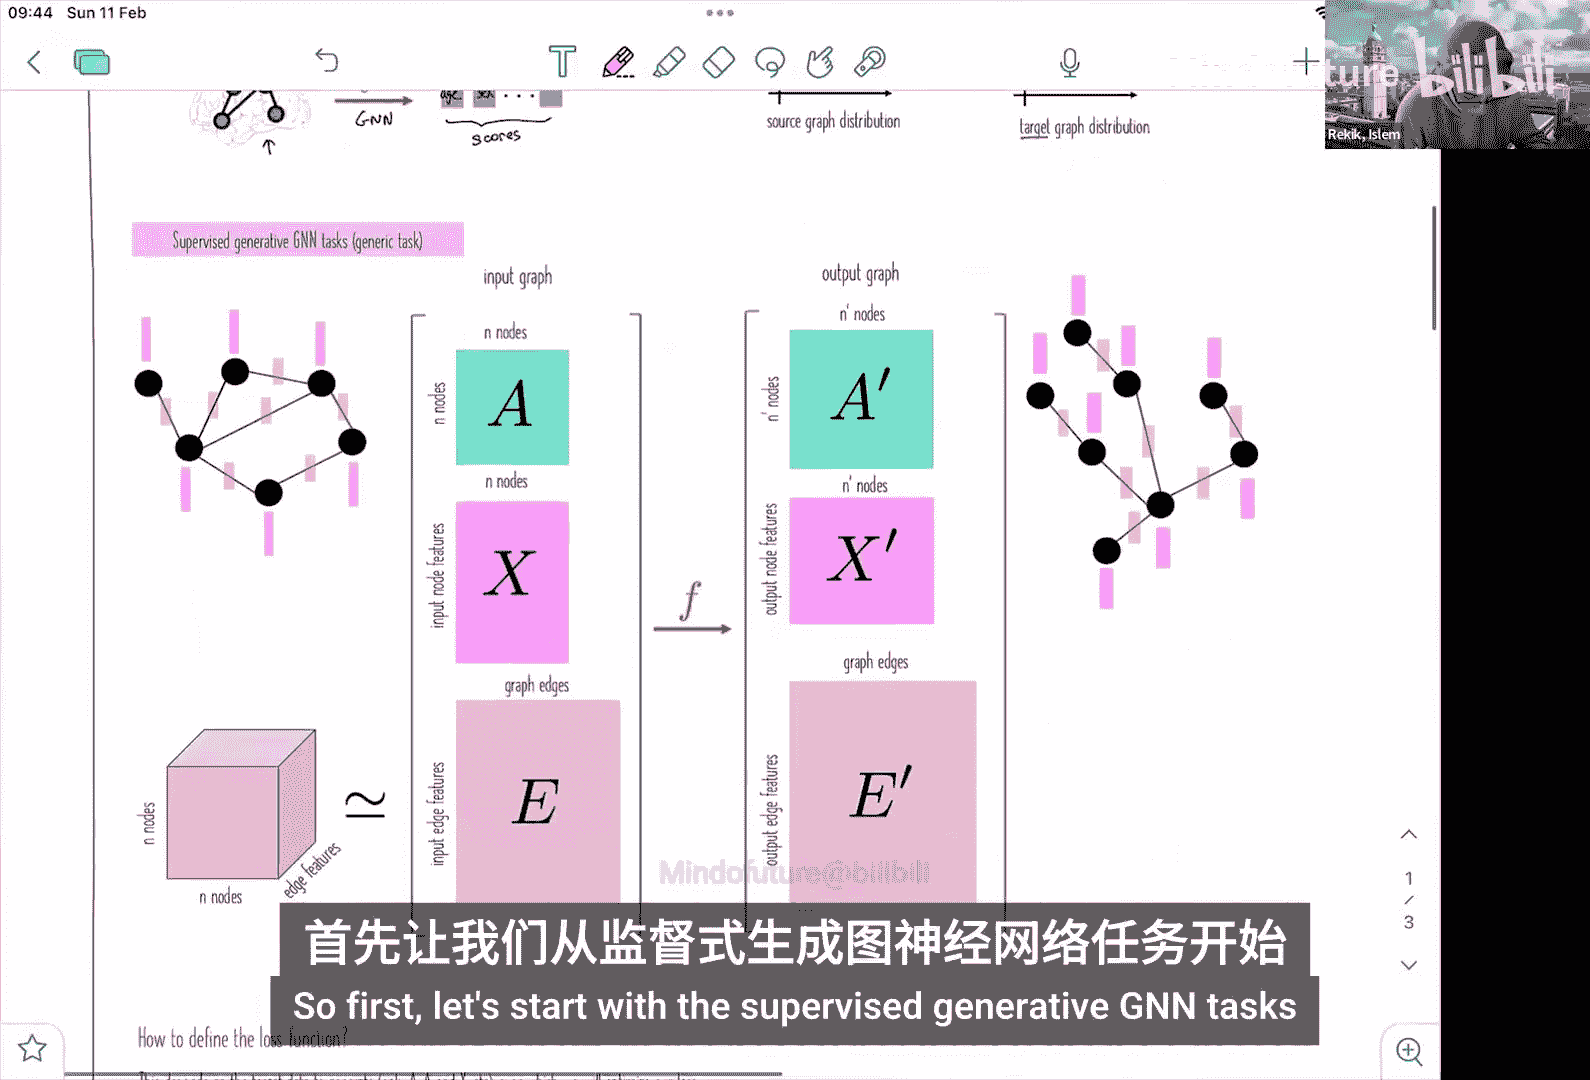 09:44 Sun 11 Feb
T
ture bilibili
Rekik, Islem
GNN
scores
source graph distribution
target graph distribution
Supervised generative GNN tasks (generic task)
input graph
output graph
n nodes
n' nodes
n nodes
A
n' nodes
A'
n nodes
n' nodes
input node features
X
output node features
X'
f
graph edges
graph edges
input edge features
E
output edge features
E'
n nodes
n nodes
edge features
≃
Mindofuture@bilibili
1
/
3
首先让我们从监督式生成图神经网络任务开始
So first, let's start with the supervised generative GNN tasks
How to define the loss function?